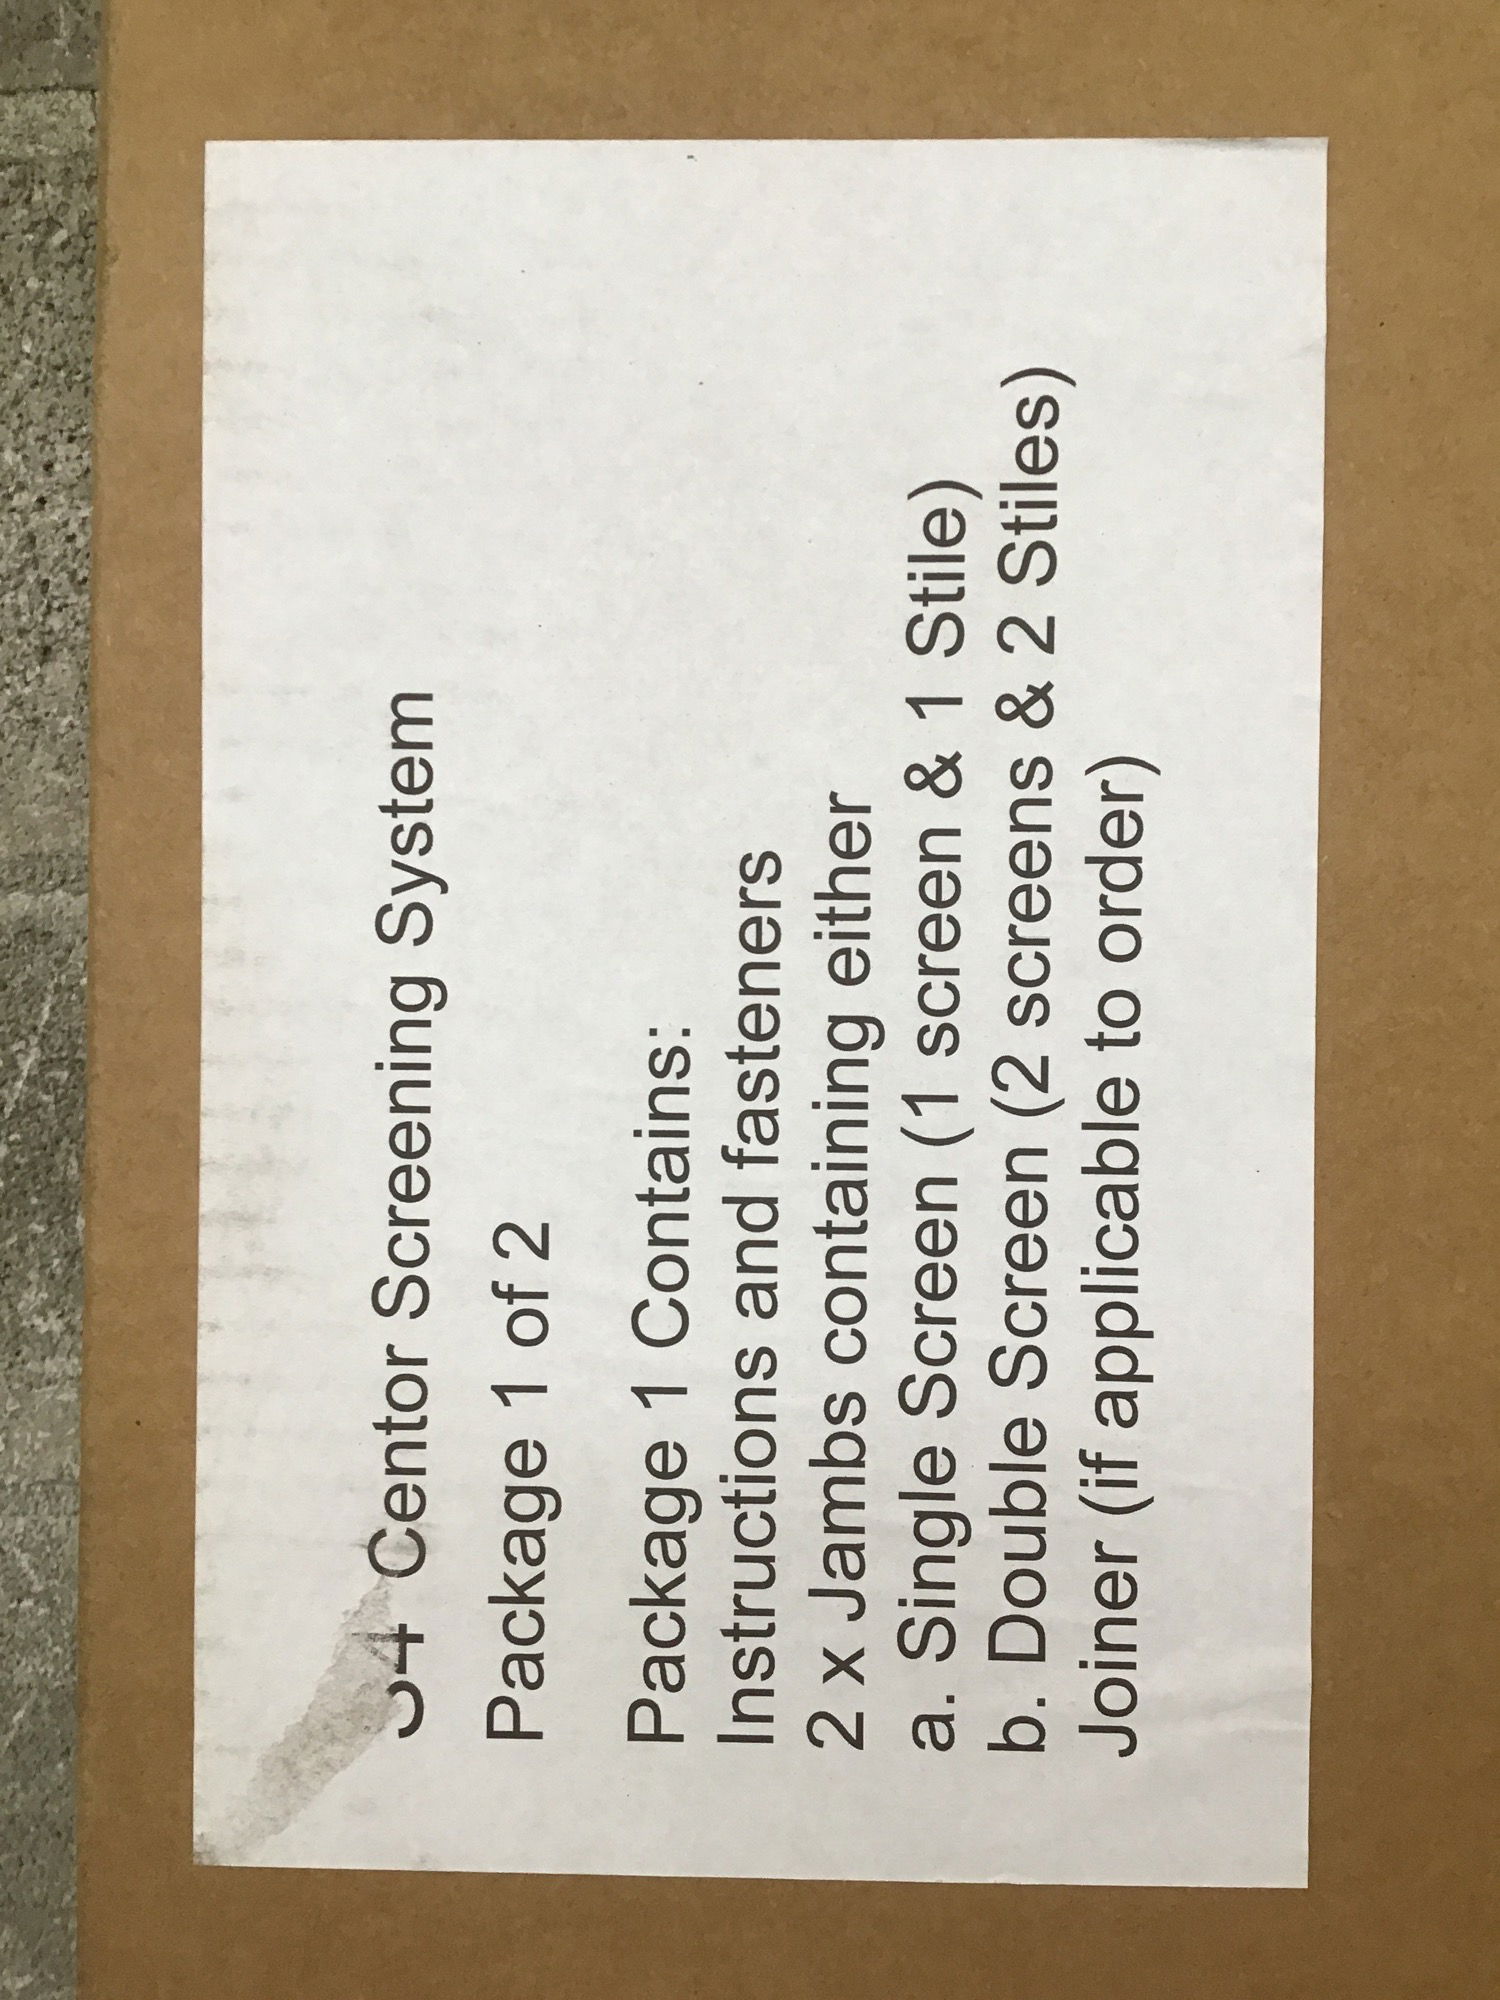 Centor Screening System
Package 1 of 2
Package 1 Contains:
Instructions and fasteners
2 x Jambs containing either
a. Single Screen (1 screen & 1 Stile)
b. Double Screen (2 screens & 2 Stiles)
Joiner (if applicable to order)